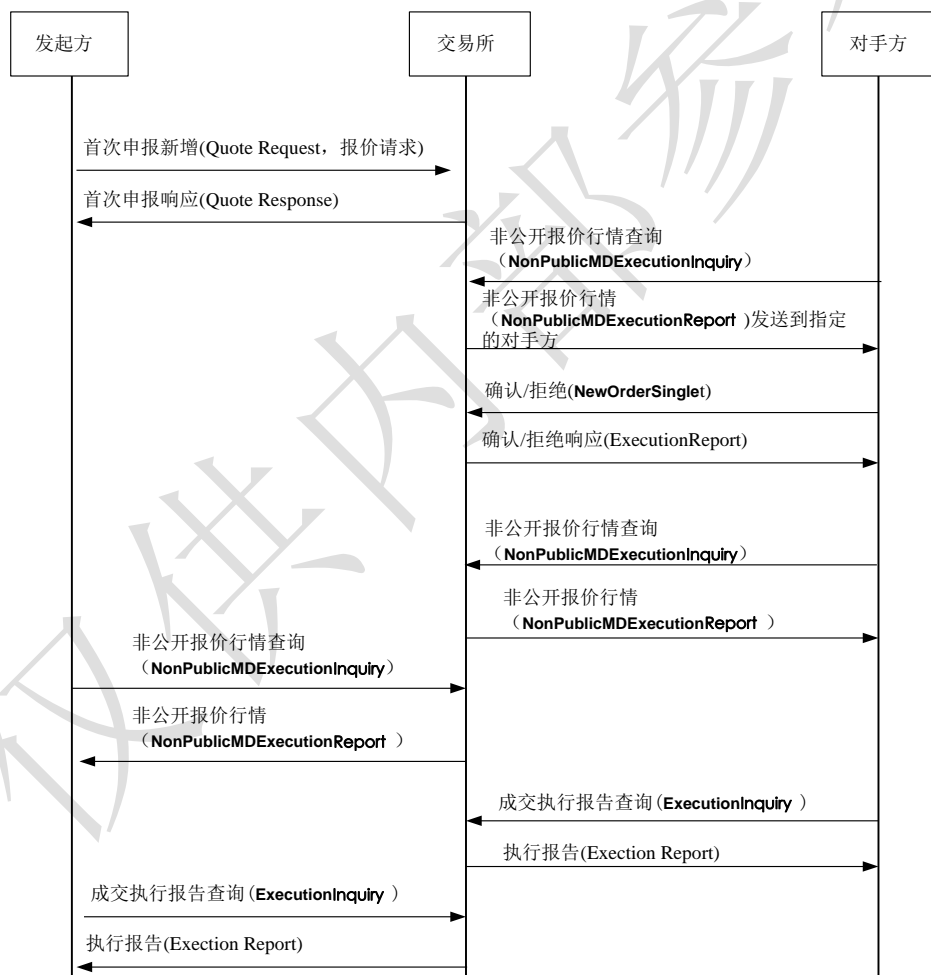 发起方
交易所
对手方
首次申报新增(Quote Request，报价请求)
首次申报响应(Quote Response)
非公开报价行情查询
（NonPublicMDExecutionInquiry）
非公开报价行情
（NonPublicMDExecutionReport )发送到指定
的对手方
确认/拒绝(NewOrderSinglet)
确认/拒绝响应(ExecutionReport)
非公开报价行情查询
（NonPublicMDExecutionInquiry）
非公开报价行情
（NonPublicMDExecutionReport ）
非公开报价行情查询
（NonPublicMDExecutionInquiry）
非公开报价行情
（NonPublicMDExecutionReport ）
成交执行报告查询(ExecutionInquiry ）
执行报告(Exection Report)
成交执行报告查询(ExecutionInquiry ）
执行报告(Exection Report)
仅供内部参